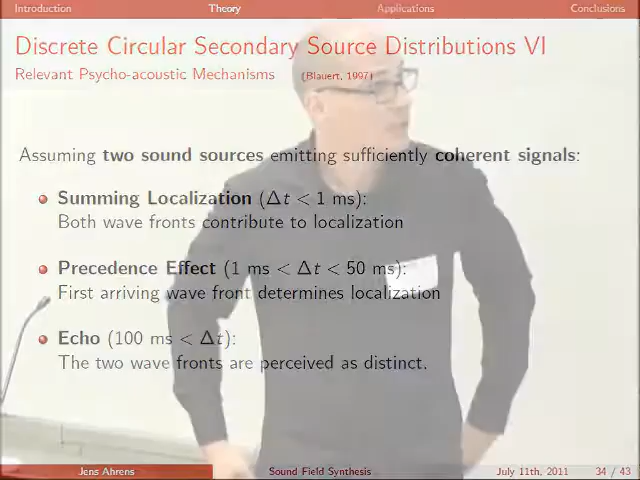 Introduction Theory Applications Conclusions
Discrete Circular Secondary Source Distributions VI
Relevant Psycho-acoustic Mechanisms (Blauert, 1997)
Assuming two sound sources emitting sufficiently coherent signals:
Summing Localization (Δt < 1 ms):
Both wave fronts contribute to localization
Precedence Effect (1 ms < Δt < 50 ms):
First arriving wave front determines localization
Echo (100 ms < Δt):
The two wave fronts are perceived as distinct.
Jens Ahrens Sound Field Synthesis July 11th, 2011 34 / 43